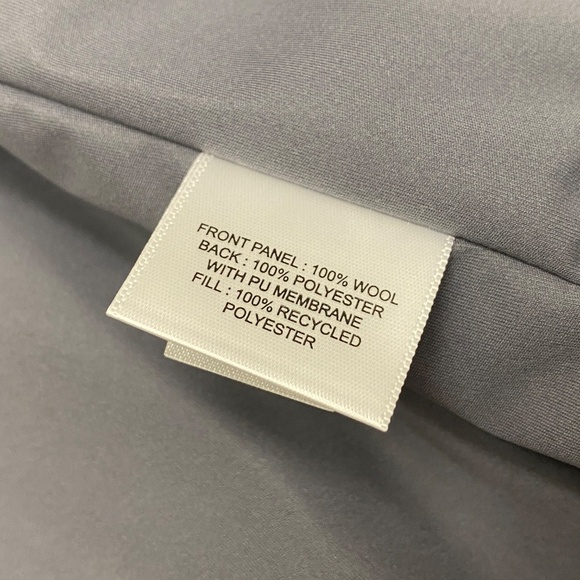 FRONT PANEL : 100% WOOL
BACK : 100% POLYESTER
WITH PU MEMBRANE
FILL : 100% RECYCLED
POLYESTER